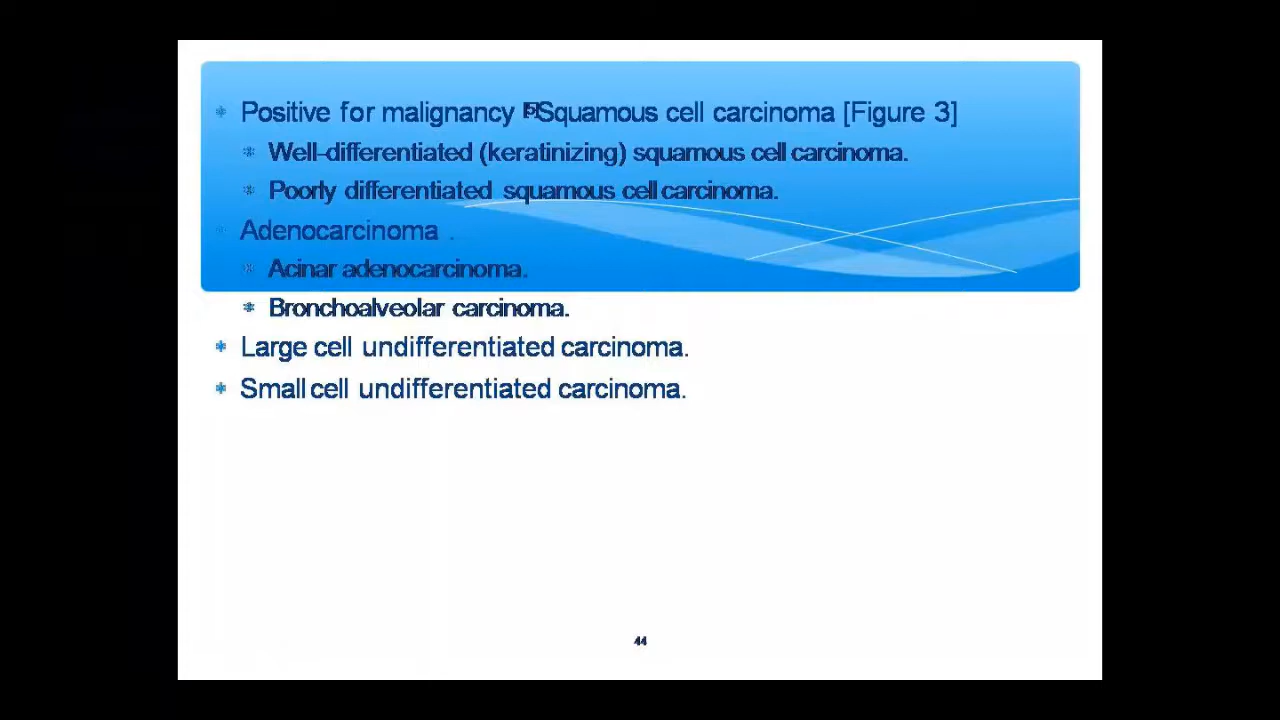 Positive for malignancy [5]Squamous cell carcinoma [Figure 3]
Well-differentiated (keratinizing) squamous cell carcinoma.
Poorly differentiated squamous cell carcinoma.
Adenocarcinoma .
Acinar adenocarcinoma.
Bronchoalveolar carcinoma.
Large cell undifferentiated carcinoma.
Small cell undifferentiated carcinoma.
44